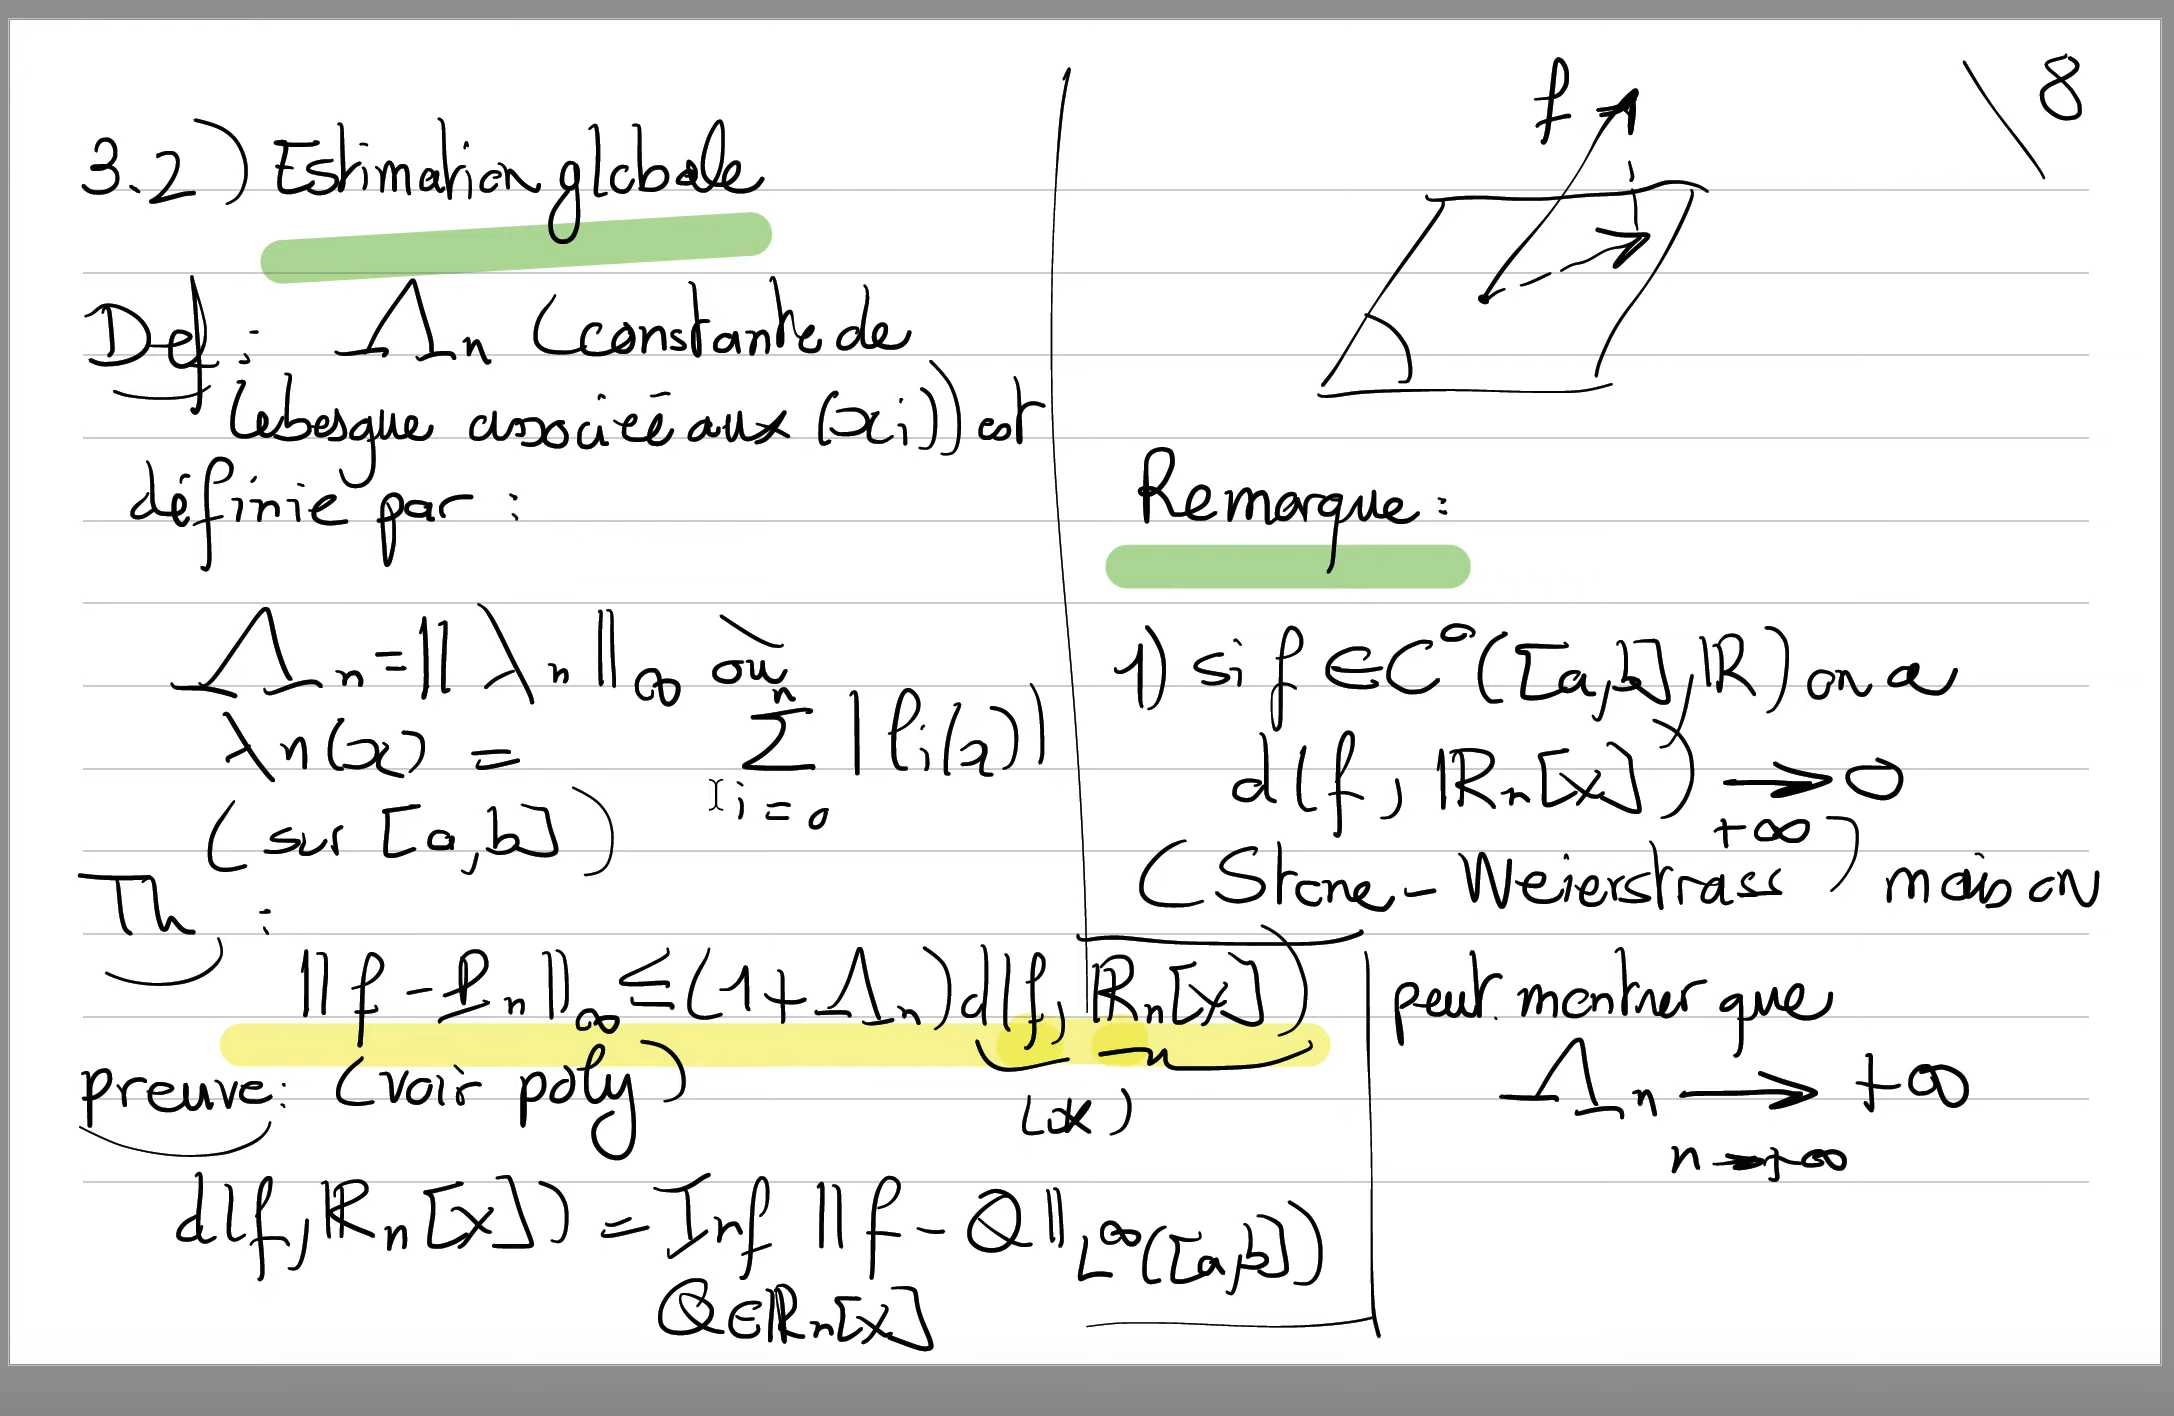 3.2) Estimation globale
Def : Λn (constante de
Lebesgue associée aux (xi)) est
définie par :
Λn = ||λn||∞ où
λn(x) = n∑i=0 |ℓi(x)|
(sur [a,b])
Th :
||f - Pn||∞ ≤ (1 + Λn) d(f, ℝn[X])
(*)
preuve : (voir poly)
d(f, ℝn[X]) = Inf ||f - Q||L∞([a,b])
Q ∈ ℝn[X]
\8
f
Remarque :
1) si f ∈ C⁰([a,b], ℝ) on a
d(f, ℝn[X]) → 0
+∞
(Stone-Weierstrass) mais on
peut montrer que
Λn → +∞
n→+∞